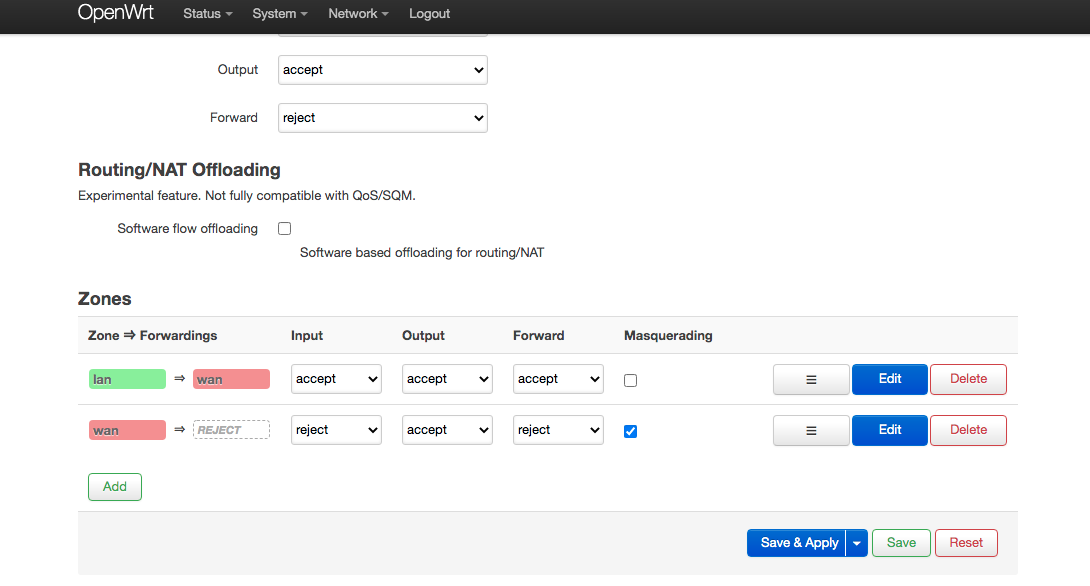 OpenWrt Status System Network Logout
Output accept
Forward reject
Routing/NAT Offloading
Experimental feature. Not fully compatible with QoS/SQM.
Software flow offloading
Software based offloading for routing/NAT
Zones
Zone ⇒ Forwardings Input Output Forward Masquerading
lan ⇒ wan accept accept accept ☰ Edit Delete
wan ⇒ REJECT reject accept reject ☰ Edit Delete
Add
Save & Apply Save Reset